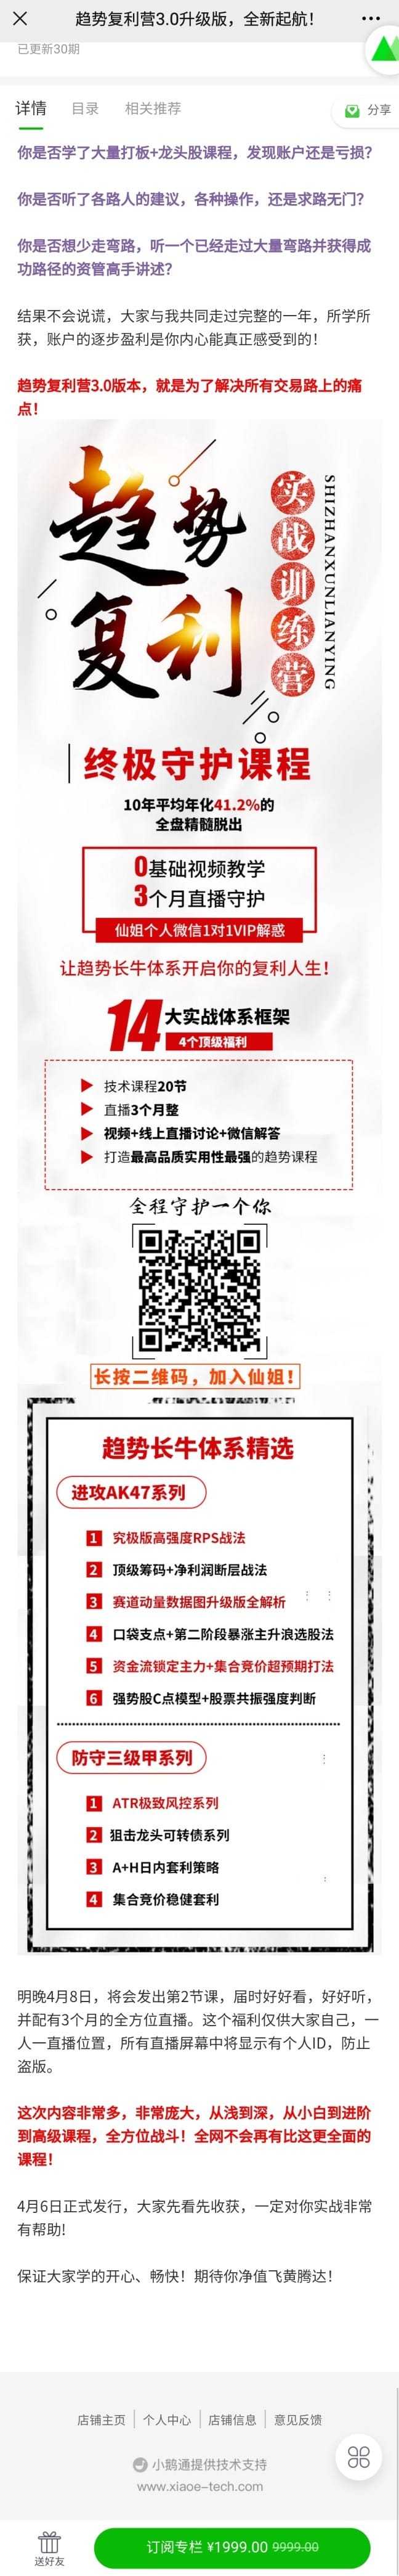 趋势复利营3.0升级版，全新起航！
已更新30期
详情 目录 相关推荐 分享
你是否学了大量打板+龙头股课程，发现账户还是亏损？
你是否听了各路人的建议，各种操作，还是求路无门？
你是否想少走弯路，听一个已经走过大量弯路并获得成
功路径的资管高手讲述？
结果不会说谎，大家与我共同走过完整的一年，所学所
获，账户的逐步盈利是你内心能真正感受到的！
趋势复利营3.0版本，就是为了解决所有交易路上的痛
点！
趋势
复利
实战训练营
SHIZHANXUNLIANYING
终极守护课程
10年平均年化41.2%的
全盘精髓脱出
0基础视频教学
3个月直播守护
仙姐个人微信1对1VIP解惑
让趋势长牛体系开启你的复利人生！
14大实战体系框架
4个顶级福利
技术课程20节
直播3个月整
视频+线上直播讨论+微信解答
打造最高品质实用性最强的趋势课程
全程守护一个你
长按二维码，加入仙姐！
趋势长牛体系精选
进攻AK47系列
1 究极版高强度RPS战法
2 顶级筹码+净利润断层战法
3 赛道动量数据图升级版全解析
4 口袋支点+第二阶段暴涨主升浪选股法
5 资金流锁定主力+集合竞价超预期打法
6 强势股C点模型+股票共振强度判断
防守三级甲系列
1 ATR极致风控系列
2 狙击龙头可转债系列
3 A+H日内套利策略
4 集合竞价稳健套利
明晚4月8日，将会发出第2节课，届时好好看，好好听，
并配有3个月的全方位直播。这个福利仅供大家自己，一
人一直播位置，所有直播屏幕中将显示有个人ID，防止
盗版。
这次内容非常多，非常庞大，从浅到深，从小白到进阶
到高级课程，全方位战斗！全网不会再有比这更全面的
课程！
4月6日正式发行，大家先看先收获，一定对你实战非常
有帮助!
保证大家学的开心、畅快！期待你净值飞黄腾达！
店铺主页 个人中心 店铺信息 意见反馈
小鹅通提供技术支持
www.xiaoe-tech.com
送好友
订阅专栏 ¥1999.00 9999.00